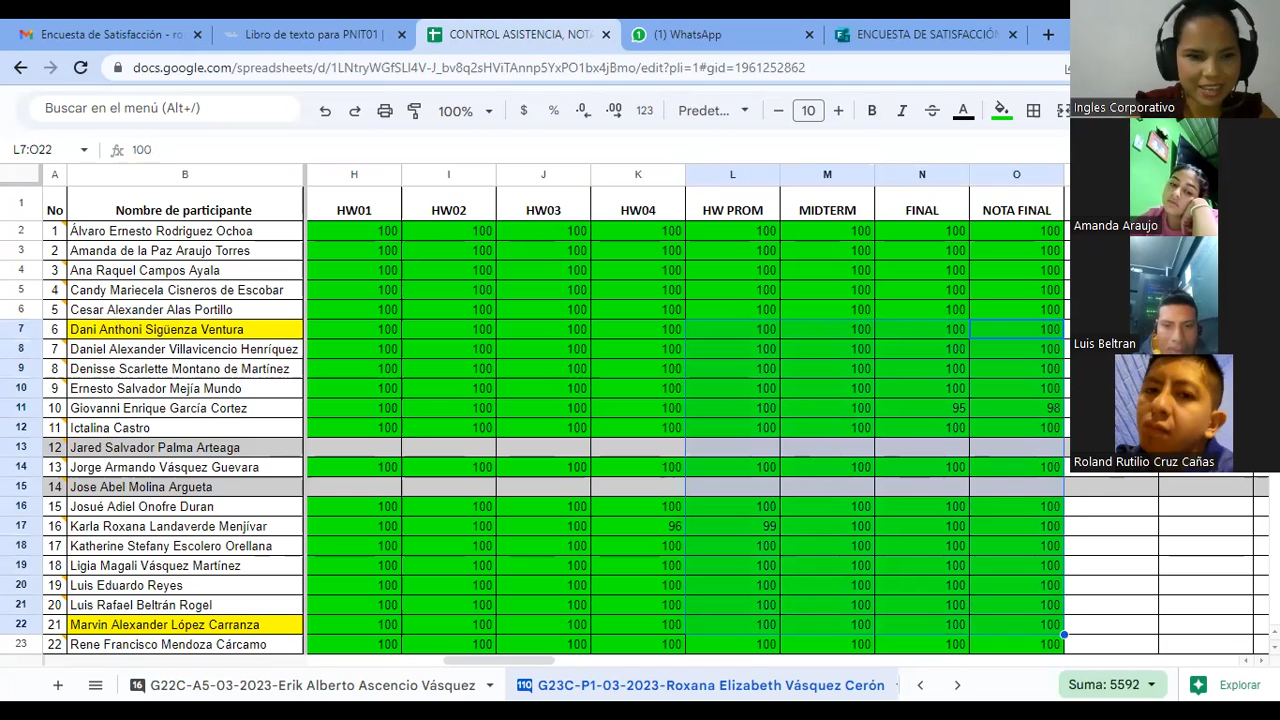 Encuesta de Satisfacción - ro × Libro de texto para PNIT01 | × CONTROL ASISTENCIA, NOTA × (1) WhatsApp × ENCUESTA DE SATISFACCIÓN × +
docs.google.com/spreadsheets/d/1LNtryWGfSLl4V-J_bv8q2sHViTAnnp5YxPO1bx4jBmo/edit?pli=1#gid=1961252862
Ingles Corporativo
Buscar en el menú (Alt+/) 100% $ % .0 .00 123 Predet... − 10 + B I A
L7:O22 fx 100
A B H I J K L M N O
1 No Nombre de participante HW01 HW02 HW03 HW04 HW PROM MIDTERM FINAL NOTA FINAL
2 1 Álvaro Ernesto Rodriguez Ochoa 100 100 100 100 100 100 100 100
Amanda Araujo
3 2 Amanda de la Paz Araujo Torres 100 100 100 100 100 100 100 100
4 3 Ana Raquel Campos Ayala 100 100 100 100 100 100 100 100
5 4 Candy Mariecela Cisneros de Escobar 100 100 100 100 100 100 100 100
6 5 Cesar Alexander Alas Portillo 100 100 100 100 100 100 100 100
7 6 Dani Anthoni Sigüenza Ventura 100 100 100 100 100 100 100 100
Luis Beltran
8 7 Daniel Alexander Villavicencio Henríquez 100 100 100 100 100 100 100 100
9 8 Denisse Scarlette Montano de Martínez 100 100 100 100 100 100 100 100
10 9 Ernesto Salvador Mejía Mundo 100 100 100 100 100 100 100 100
11 10 Giovanni Enrique García Cortez 100 100 100 100 100 100 95 98
12 11 Ictalina Castro 100 100 100 100 100 100 100 100
13 12 Jared Salvador Palma Arteaga
Roland Rutilio Cruz Cañas
14 13 Jorge Armando Vásquez Guevara 100 100 100 100 100 100 100 100
15 14 Jose Abel Molina Argueta
16 15 Josué Adiel Onofre Duran 100 100 100 100 100 100 100 100
17 16 Karla Roxana Landaverde Menjívar 100 100 100 96 99 100 100 100
18 17 Katherine Stefany Escolero Orellana 100 100 100 100 100 100 100 100
19 18 Ligia Magali Vásquez Martínez 100 100 100 100 100 100 100 100
20 19 Luis Eduardo Reyes 100 100 100 100 100 100 100 100
21 20 Luis Rafael Beltrán Rogel 100 100 100 100 100 100 100 100
22 21 Marvin Alexander López Carranza 100 100 100 100 100 100 100 100
23 22 Rene Francisco Mendoza Cárcamo 100 100 100 100 100 100 100 100
+ 16 G22C-A5-03-2023-Erik Alberto Ascencio Vásquez 110 G23C-P1-03-2023-Roxana Elizabeth Vásquez Cerón Suma: 5592 Explorar